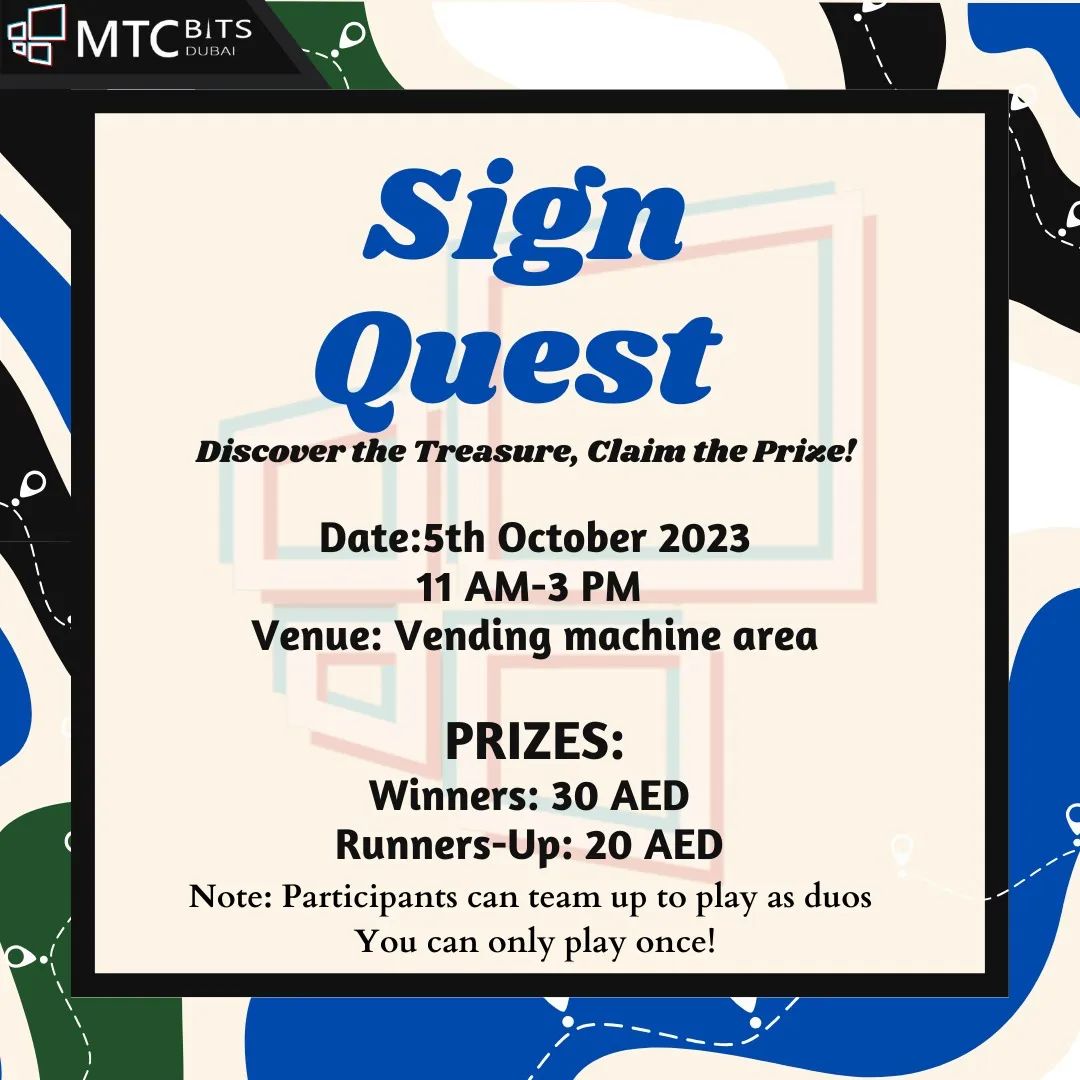 MTC BITS
DUBAI
Sign
Quest
Discover the Treasure, Claim the Prize!
Date:5th October 2023
11 AM-3 PM
Venue: Vending machine area
PRIZES:
Winners: 30 AED
Runners-Up: 20 AED
Note: Participants can team up to play as duos
You can only play once!